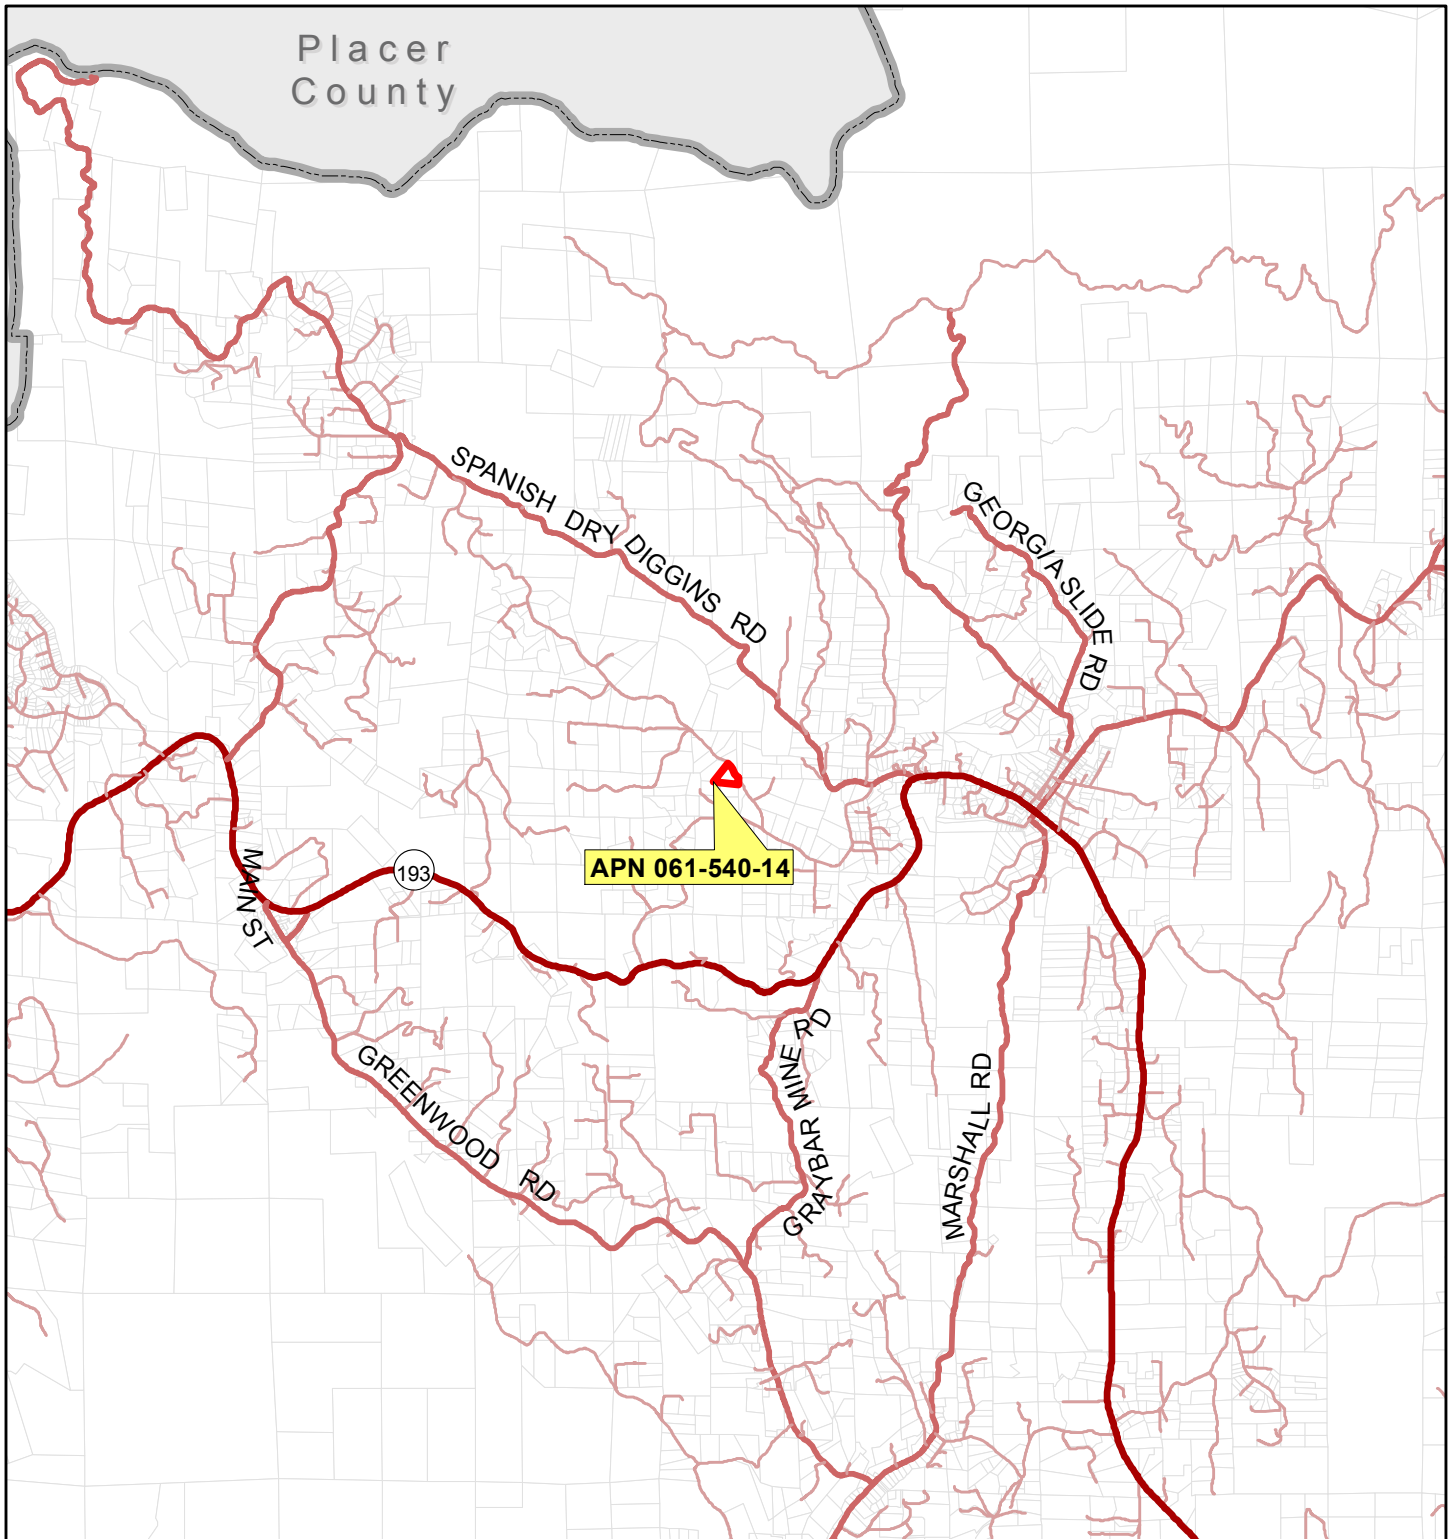 Placer
County
SPANISH DRY DIGGINS RD
GEORGIA SLIDE RD
APN 061-540-14
193
MAIN ST
GRAYBAR MINE RD
GREENWOOD RD
MARSHALL RD